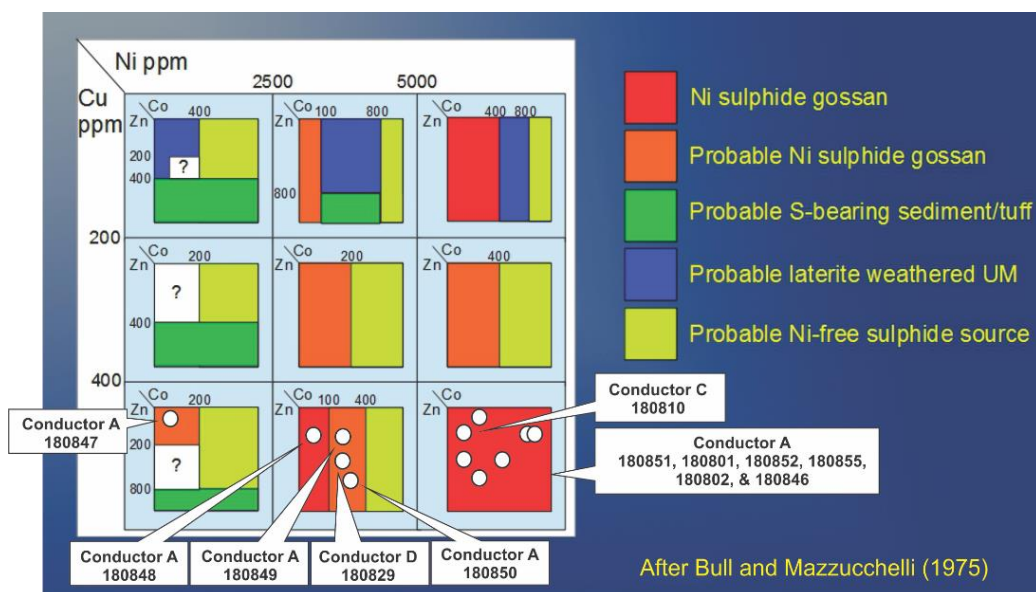 Ni ppm
2500
5000
Cu
ppm
200
400
Co
Zn
400
200
400
?
Co
Zn
100
800
800
Co
Zn
400
800
Co
Zn
200
400
?
Co
Zn
200
Co
Zn
400
Co
Zn
200
200
800
?
Co
Zn
100
400
Co
Zn
Ni sulphide gossan
Probable Ni sulphide gossan
Probable S-bearing sediment/tuff
Probable laterite weathered UM
Probable Ni-free sulphide source
Conductor A
180847
Conductor A
180848
Conductor A
180849
Conductor D
180829
Conductor A
180850
Conductor C
180810
Conductor A
180851, 180801, 180852, 180855,
180802, & 180846
After Bull and Mazzucchelli (1975)